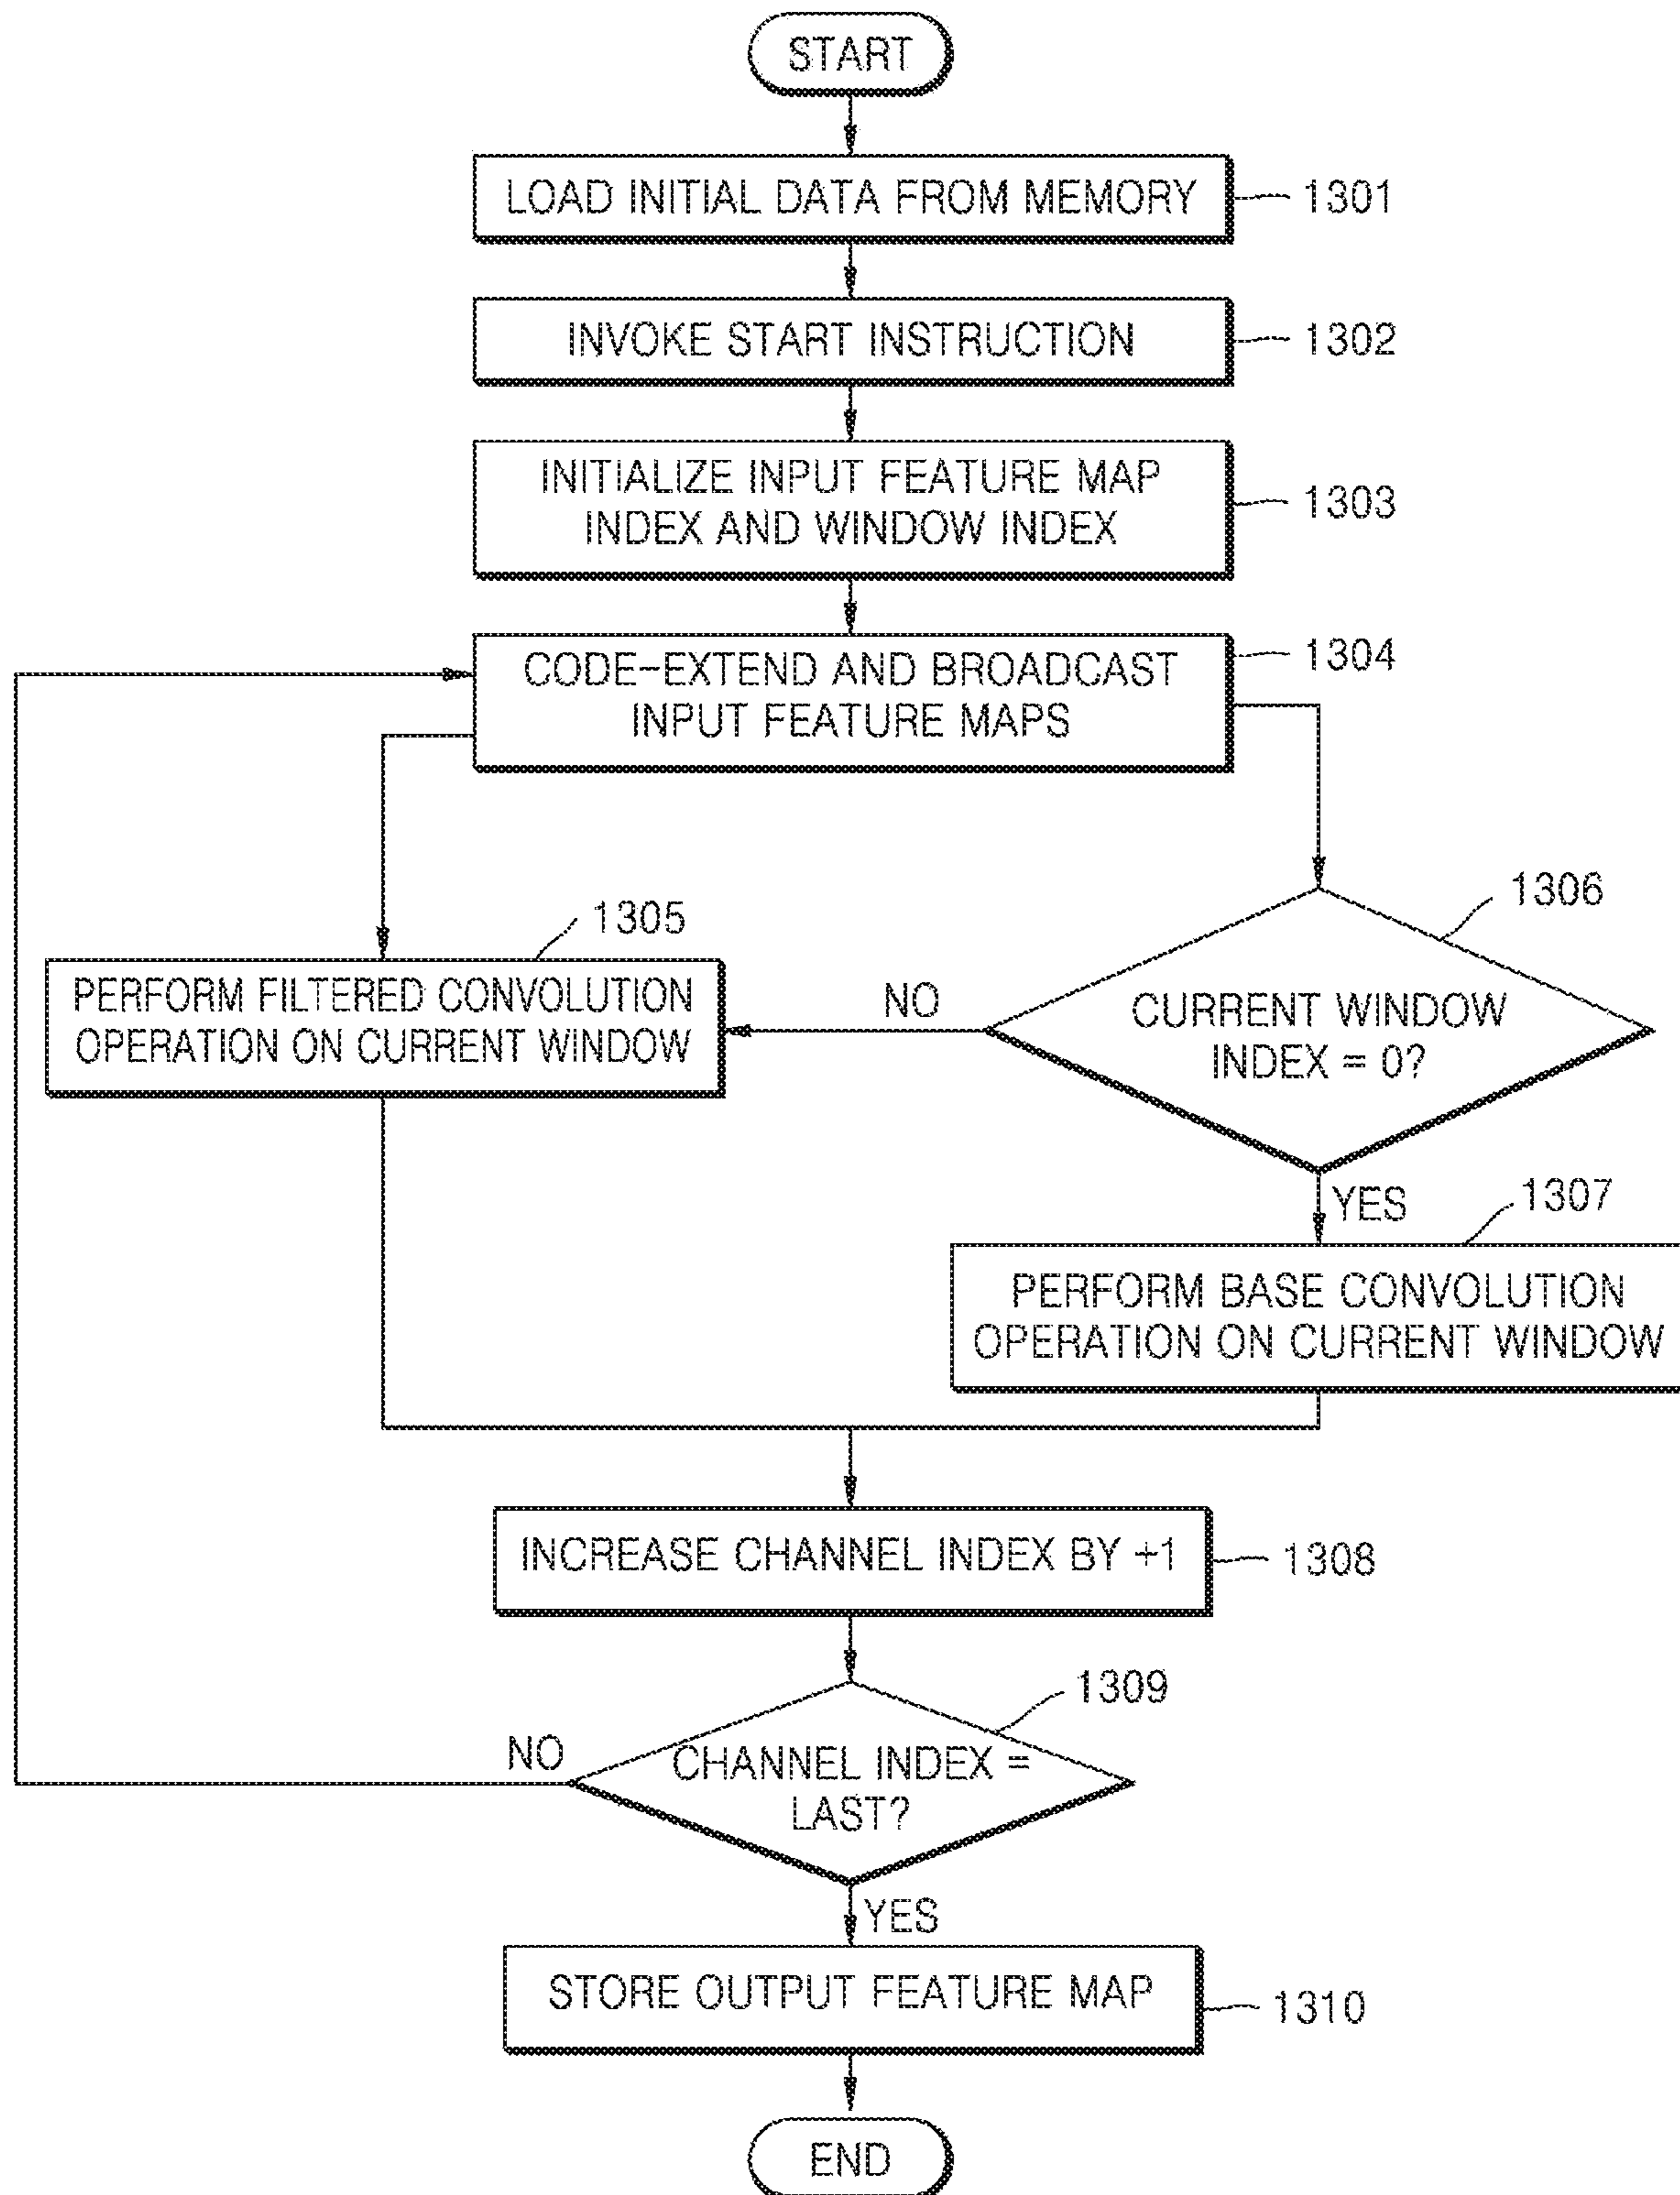 START
LOAD INITIAL DATA FROM MEMORY
1301
INVOKE START INSTRUCTION
1302
INITIALIZE INPUT FEATURE MAP
INDEX AND WINDOW INDEX
1303
CODE-EXTEND AND BROADCAST
INPUT FEATURE MAPS
1304
1305
PERFORM FILTERED CONVOLUTION
OPERATION ON CURRENT WINDOW
NO
1306
CURRENT WINDOW
INDEX = 0?
YES
1307
PERFORM BASE CONVOLUTION
OPERATION ON CURRENT WINDOW
INCREASE CHANNEL INDEX BY +1
1308
1309
NO
CHANNEL INDEX =
LAST?
YES
STORE OUTPUT FEATURE MAP
1310
END